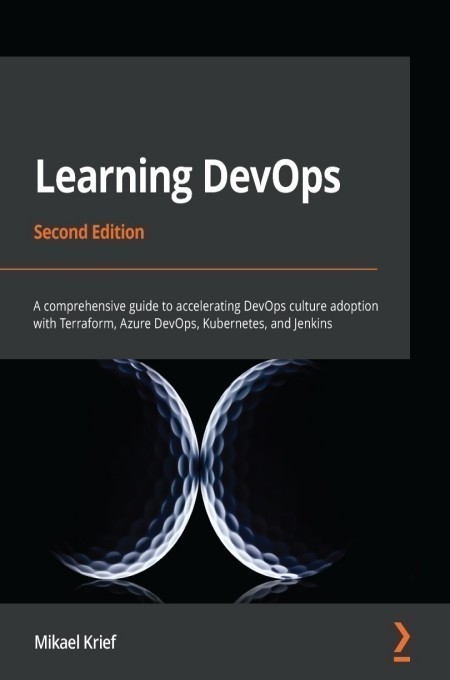 Learning DevOps
Second Edition
A comprehensive guide to accelerating DevOps culture adoption
with Terraform, Azure DevOps, Kubernetes, and Jenkins
Mikael Krief